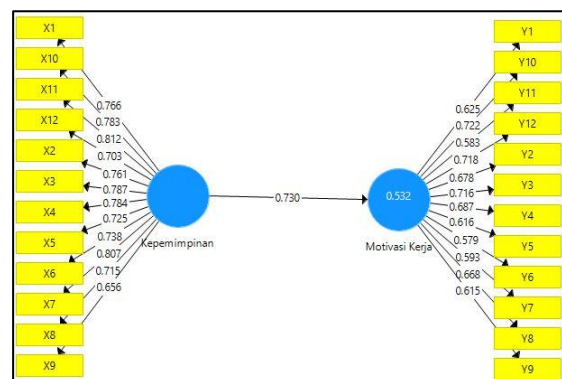 X1
X10
X11
X12
X2
X3
X4
X5
X6
X7
X8
X9
0.766
0.783
0.812
0.703
0.761
0.787
0.784
0.725
0.738
0.807
0.715
0.656
Kepemimpinan
0.730
0.532
Motivasi Kerja
0.625
0.722
0.583
0.718
0.678
0.716
0.687
0.616
0.579
0.593
0.668
0.615
Y1
Y10
Y11
Y12
Y2
Y3
Y4
Y5
Y6
Y7
Y8
Y9